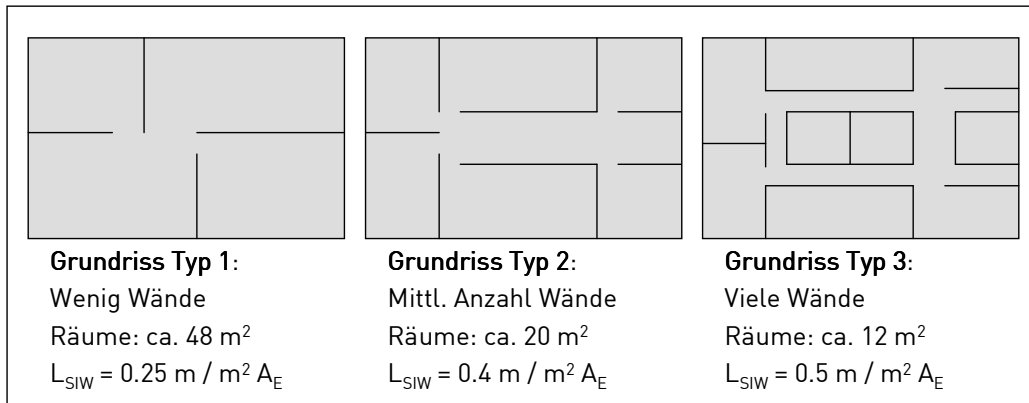 Grundriss Typ 1:
Wenig Wände
Räume: ca. 48 m²
L_SIW = 0.25 m / m² A_E
Grundriss Typ 2:
Mittl. Anzahl Wände
Räume: ca. 20 m²
L_SIW = 0.4 m / m² A_E
Grundriss Typ 3:
Viele Wände
Räume: ca. 12 m²
L_SIW = 0.5 m / m² A_E